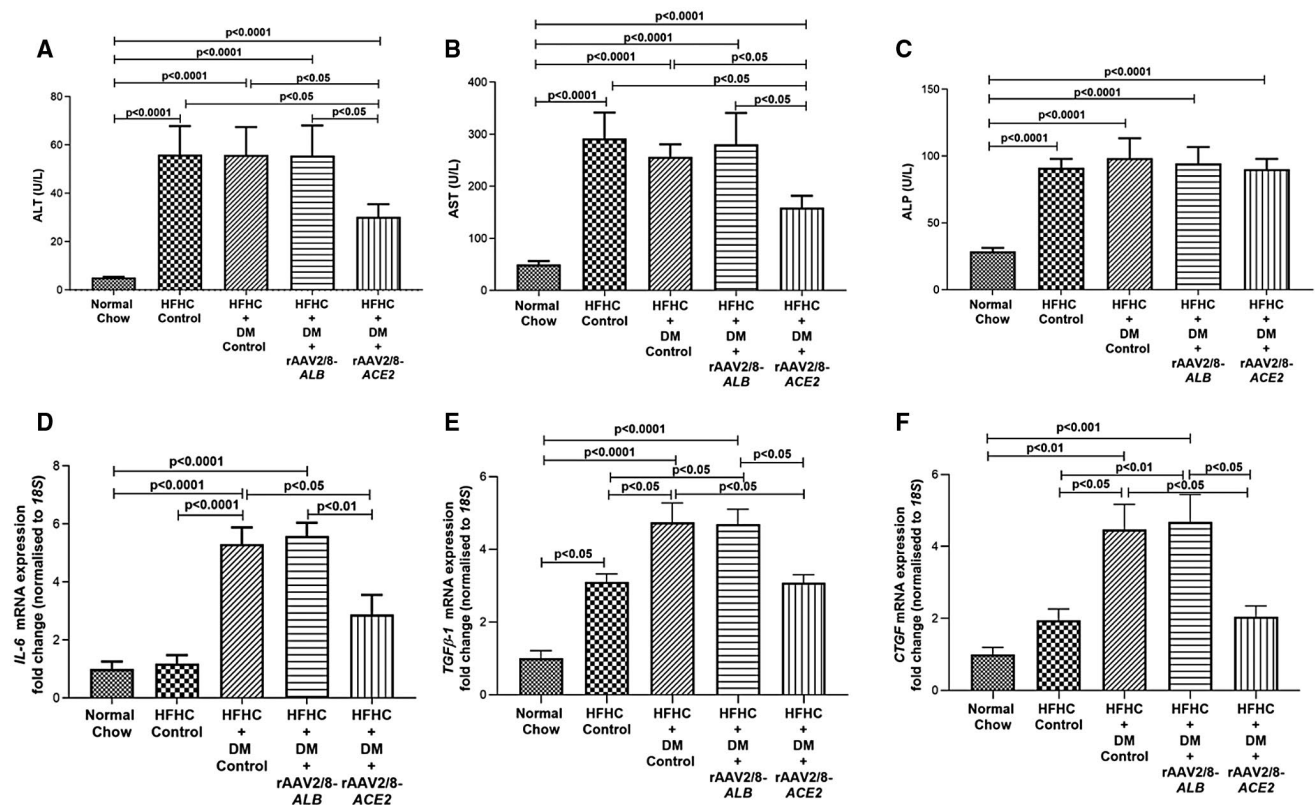 A
p<0.0001
p<0.0001
p<0.0001
p<0.05
p<0.05
p<0.0001
p<0.05
80
60
40
20
0
ALT (U/L)
Normal
Chow
HFHC
Control
HFHC
+
DM
Control
HFHC
+
DM
+
rAAV2/8-
ALB
HFHC
+
DM
+
rAAV2/8-
ACE2
B
p<0.0001
p<0.0001
p<0.0001
p<0.05
p<0.05
p<0.0001
p<0.05
400
300
200
100
0
AST (U/L)
Normal
Chow
HFHC
Control
HFHC
+
DM
Control
HFHC
+
DM
+
rAAV2/8-
ALB
HFHC
+
DM
+
rAAV2/8-
ACE2
C
p<0.0001
p<0.0001
p<0.0001
p<0.0001
150
100
50
0
ALP (U/L)
Normal
Chow
HFHC
Control
HFHC
+
DM
Control
HFHC
+
DM
+
rAAV2/8-
ALB
HFHC
+
DM
+
rAAV2/8-
ACE2
D
p<0.0001
p<0.0001
p<0.05
p<0.0001
p<0.01
8
6
4
2
0
IL-6 mRNA expression
fold change (normalised to 18S)
Normal
Chow
HFHC
Control
HFHC
+
DM
Control
HFHC
+
DM
+
rAAV2/8-
ALB
HFHC
+
DM
+
rAAV2/8-
ACE2
E
p<0.0001
p<0.0001
p<0.05
p<0.05
p<0.05
p<0.05
p<0.05
6
4
2
0
TGFβ-1 mRNA expression
fold change (normalisedd to 18S)
Normal
Chow
HFHC
Control
HFHC
+
DM
Control
HFHC
+
DM
+
rAAV2/8-
ALB
HFHC
+
DM
+
rAAV2/8-
ACE2
F
p<0.001
p<0.01
p<0.01
p<0.05
p<0.05
p<0.05
6
4
2
0
CTGF mRNA expression
fold change (normalisedd to 18S)
Normal
Chow
HFHC
Control
HFHC
+
DM
Control
HFHC
+
DM
+
rAAV2/8-
ALB
HFHC
+
DM
+
rAAV2/8-
ACE2